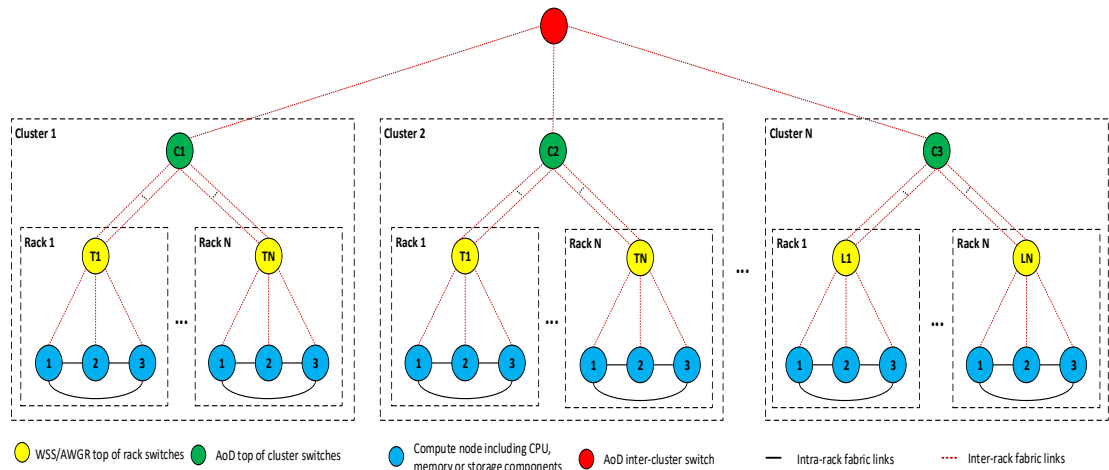 Cluster 1
Cluster 2
Cluster N
C1
C2
C3
Rack 1
Rack N
Rack 1
Rack N
Rack 1
Rack N
T1
TN
T1
TN
L1
LN
...
... ... ...
1 2 3
1 2 3
1 2 3
1 2 3
1 2 3
1 2 3
WSS/AWGR top of rack switches
AoD top of cluster switches
Compute node including CPU,
memory or storage components
AoD inter-cluster switch
Intra-rack fabric links
Inter-rack fabric links